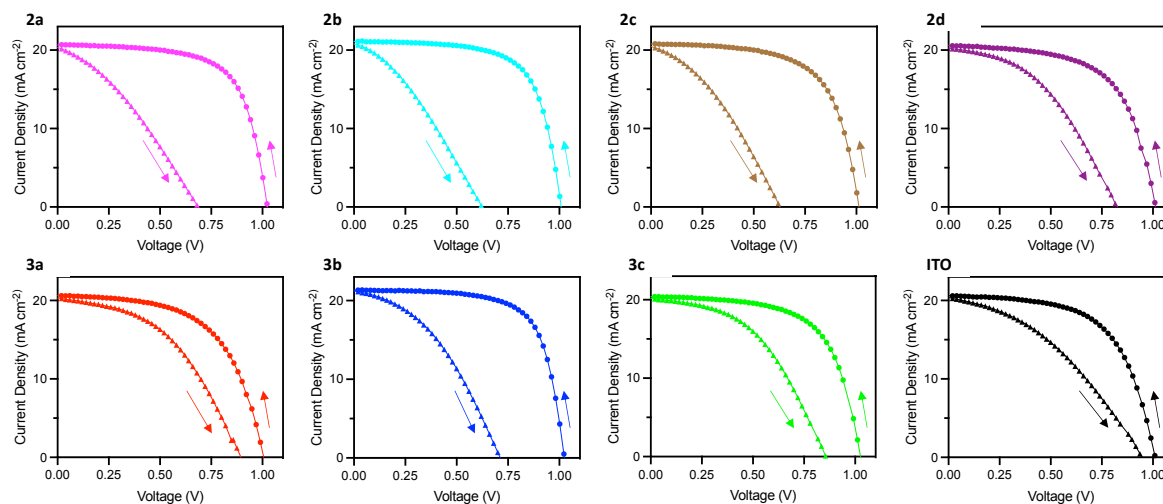 2a
2b
2c
2d
Current Density (mA cm⁻²)
20
10
0
0.00 0.25 0.50 0.75 1.00
Voltage (V)
Current Density (mA cm⁻²)
20
10
0
0.00 0.25 0.50 0.75 1.00
Voltage (V)
Current Density (mA cm⁻²)
20
10
0
0.00 0.25 0.50 0.75 1.00
Voltage (V)
Current Density (mA cm⁻²)
20
10
0
0.00 0.25 0.50 0.75 1.00
Voltage (V)
3a
3b
3c
ITO
Current Density (mA cm⁻²)
20
10
0
0.00 0.25 0.50 0.75 1.00
Voltage (V)
Current Density (mA cm⁻²)
20
10
0
0.00 0.25 0.50 0.75 1.00
Voltage (V)
Current Density (mA cm⁻²)
20
10
0
0.00 0.25 0.50 0.75 1.00
Voltage (V)
Current Density (mA cm⁻²)
20
10
0
0.00 0.25 0.50 0.75 1.00
Voltage (V)